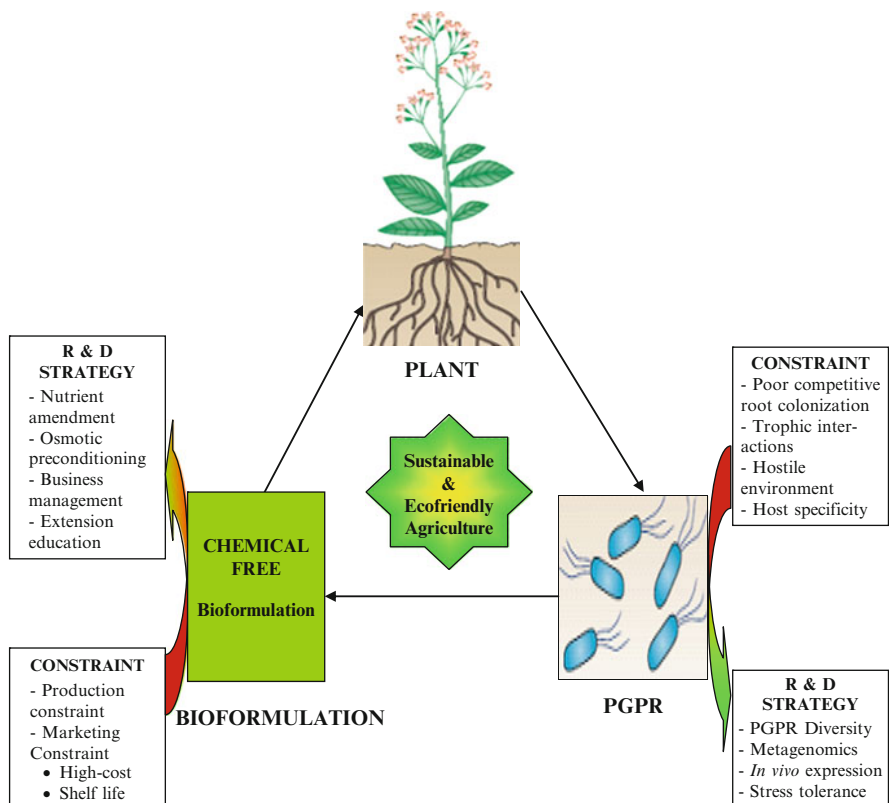 PLANT
R & D
STRATEGY
- Nutrient
amendment
- Osmotic
preconditioning
- Business
management
- Extension
education
Sustainable
&
Ecofriendly
Agriculture
CONSTRAINT
- Poor competitive
root colonization
- Trophic inter-
actions
- Hostile
environment
- Host specificity
CHEMICAL
FREE
Bioformulation
CONSTRAINT
- Production
constraint
- Marketing
Constraint
• High-cost
• Shelf life
BIOFORMULATION
PGPR
R & D
STRATEGY
- PGPR Diversity
- Metagenomics
- In vivo expression
- Stress tolerance